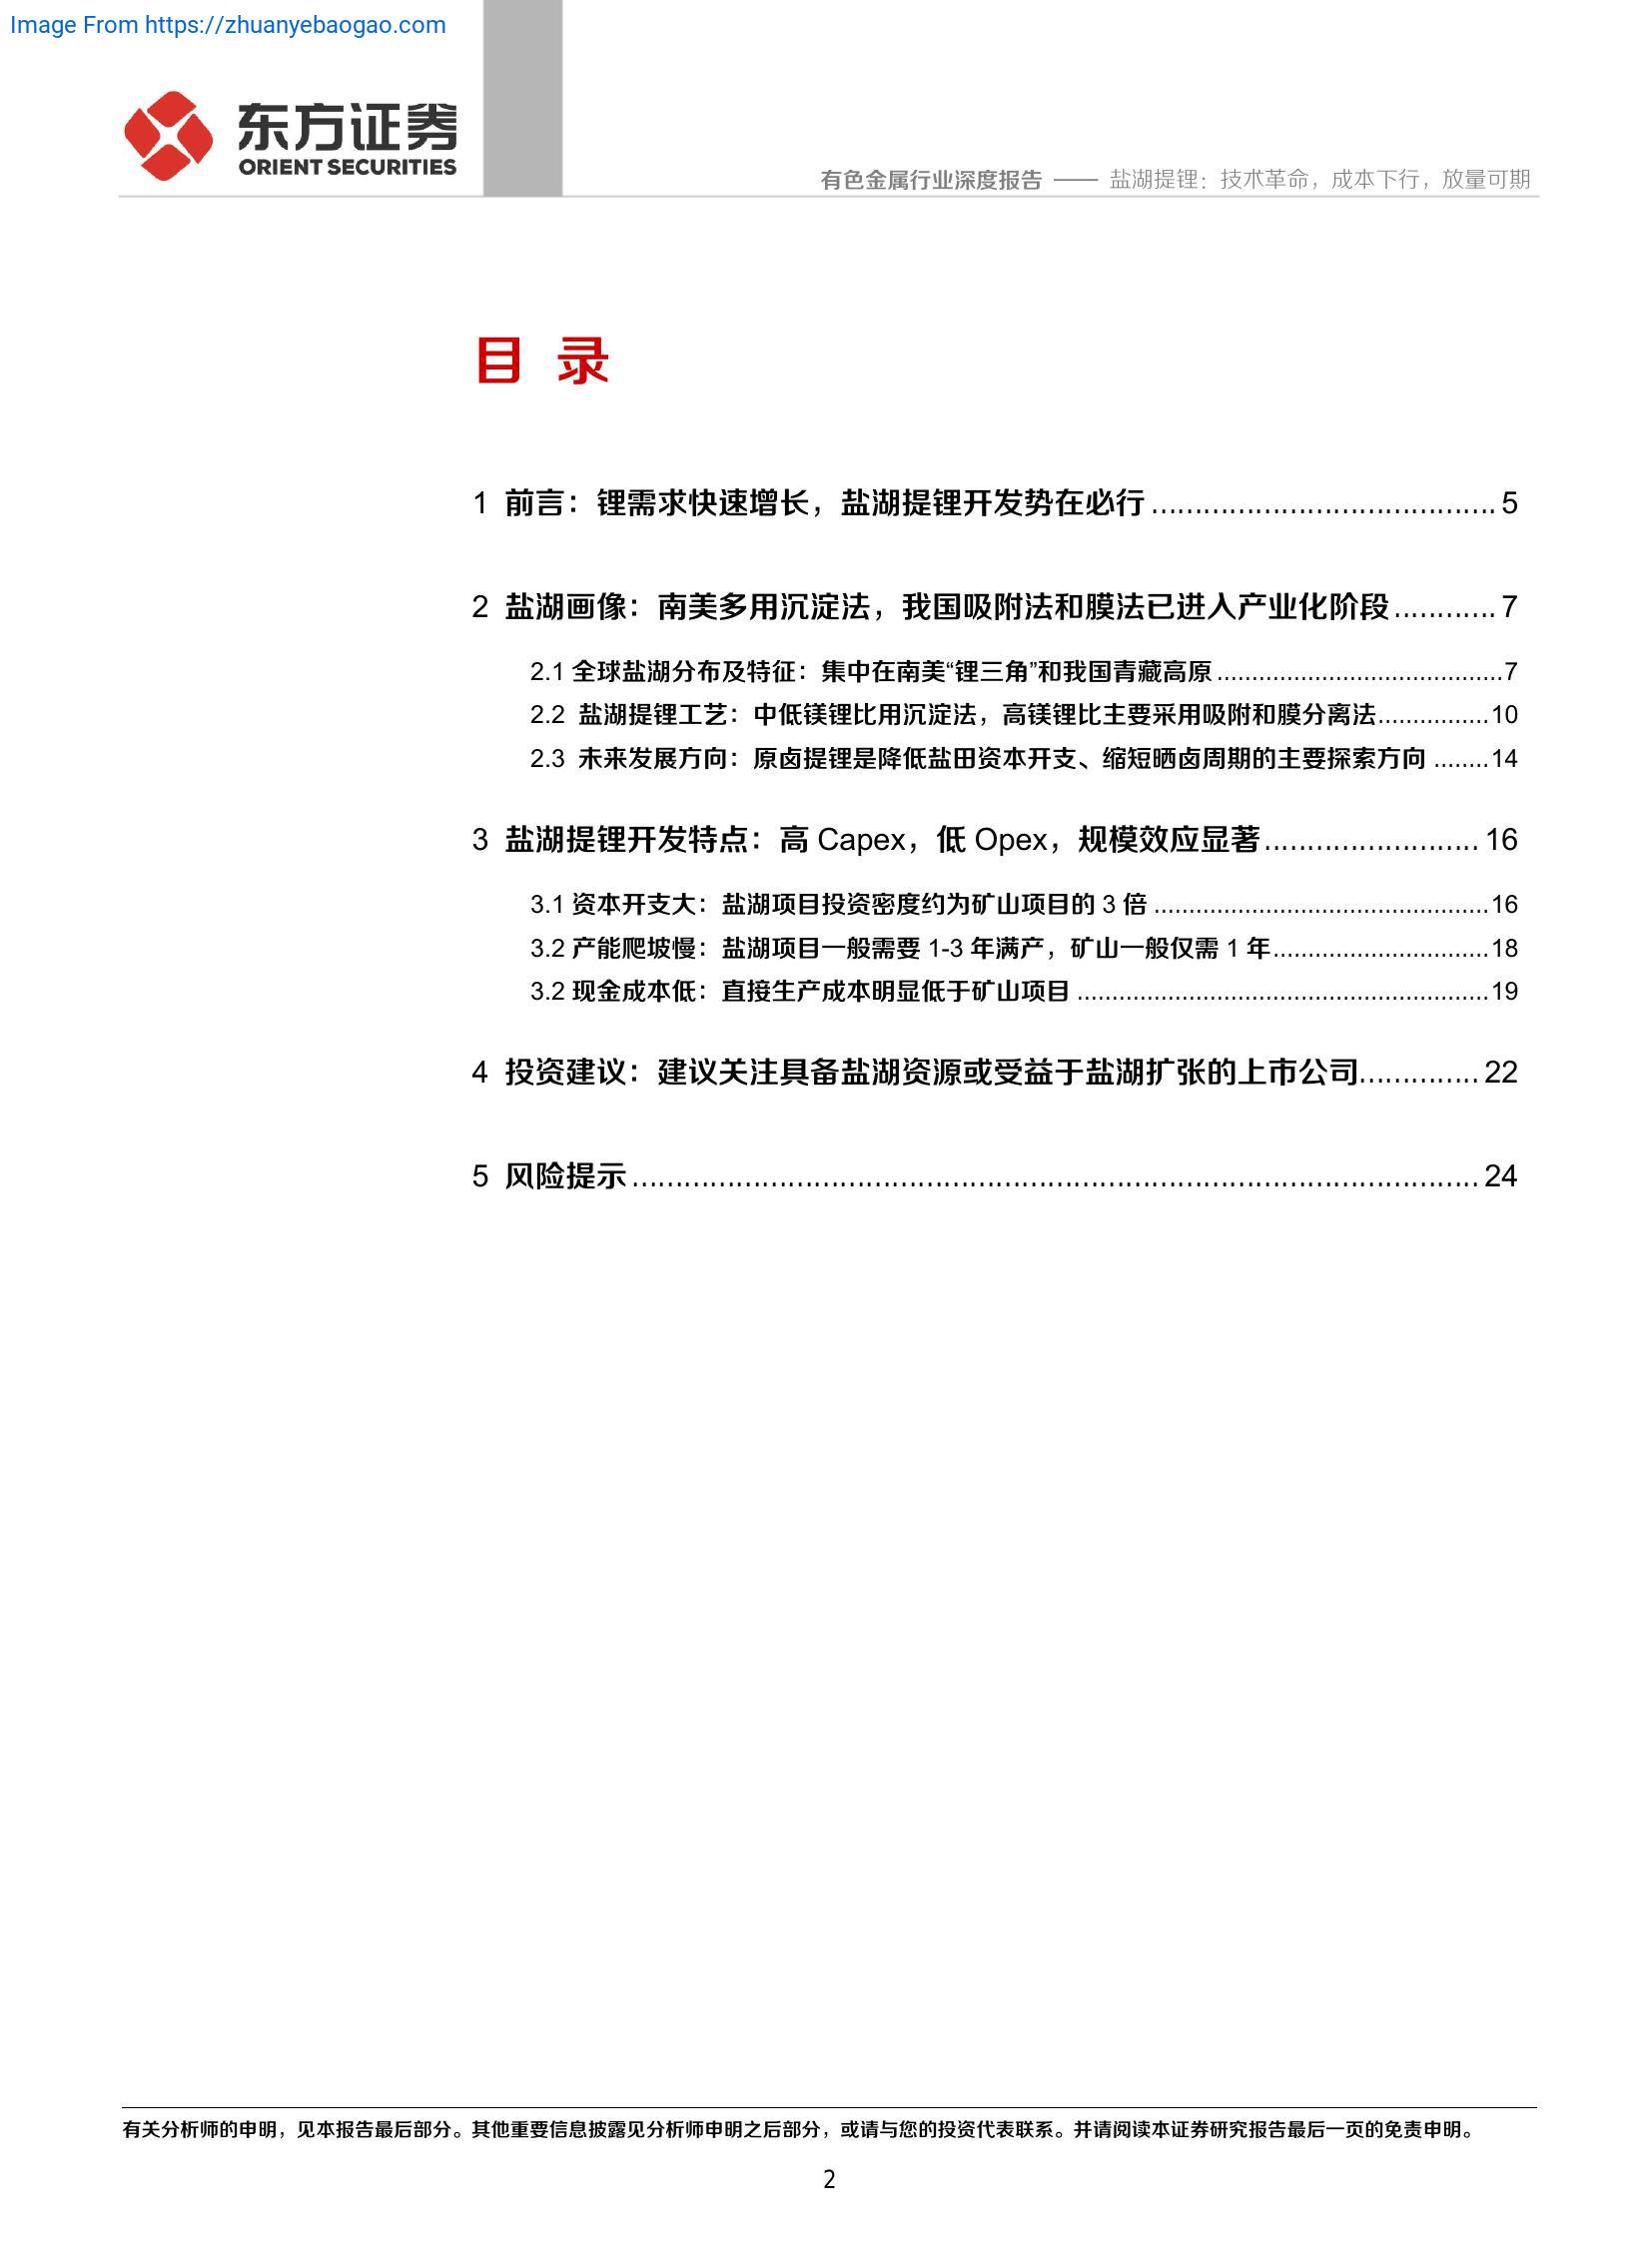 Image From https://zhuanyebaogao.com
东方证券
ORIENT SECURITIES
有色金属行业深度报告 —— 盐湖提锂：技术革命，成本下行，放量可期
目 录
1 前言：锂需求快速增长，盐湖提锂开发势在必行........................................5
2 盐湖画像：南美多用沉淀法，我国吸附法和膜法已进入产业化阶段............7
2.1 全球盐湖分布及特征：集中在南美“锂三角”和我国青藏高原.........................................7
2.2 盐湖提锂工艺：中低镁锂比用沉淀法，高镁锂比主要采用吸附和膜分离法................10
2.3 未来发展方向：原卤提锂是降低盐田资本开支、缩短晒卤周期的主要探索方向 ........14
3 盐湖提锂开发特点：高 Capex，低 Opex，规模效应显著.........................16
3.1 资本开支大：盐湖项目投资密度约为矿山项目的 3 倍 ................................................16
3.2 产能爬坡慢：盐湖项目一般需要 1-3 年满产，矿山一般仅需 1 年...............................18
3.2 现金成本低：直接生产成本明显低于矿山项目 ...........................................................19
4 投资建议：建议关注具备盐湖资源或受益于盐湖扩张的上市公司..............22
5 风险提示..................................................................................................24
有关分析师的申明，见本报告最后部分。其他重要信息披露见分析师申明之后部分，或请与您的投资代表联系。并请阅读本证券研究报告最后一页的免责申明。
2